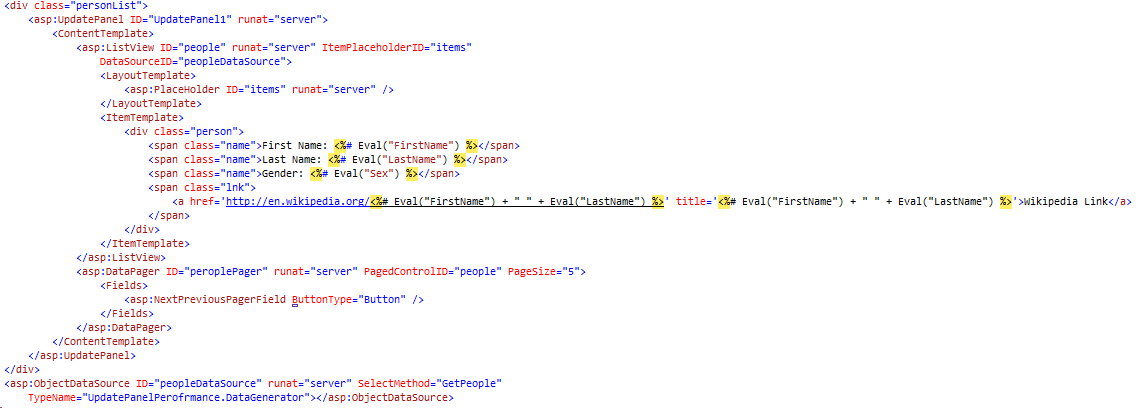 <div class="personList">
<asp:UpdatePanel ID="UpdatePanel1" runat="server">
<ContentTemplate>
<asp:ListView ID="people" runat="server" ItemPlaceholderID="items"
DataSourceID="peopleDataSource">
<LayoutTemplate>
<asp:PlaceHolder ID="items" runat="server" />
</LayoutTemplate>
<ItemTemplate>
<div class="person">
<span class="name">First Name: <%# Eval("FirstName") %></span>
<span class="name">Last Name: <%# Eval("LastName") %></span>
<span class="name">Gender: <%# Eval("Sex") %></span>
<span class="lnk">
<a href='http://en.wikipedia.org/<%# Eval("FirstName") + " " + Eval("LastName") %>' title='<%# Eval("FirstName") + " " + Eval("LastName") %>'>Wikipedia Link</a>
</span>
</div>
</ItemTemplate>
</asp:ListView>
<asp:DataPager ID="peroplePager" runat="server" PagedControlID="people" PageSize="5">
<Fields>
<asp:NextPreviousPagerField ButtonType="Button" />
</Fields>
</asp:DataPager>
</ContentTemplate>
</asp:UpdatePanel>
</div>
<asp:ObjectDataSource ID="peopleDataSource" runat="server" SelectMethod="GetPeople"
TypeName="UpdatePanelPerofrmance.DataGenerator"></asp:ObjectDataSource>